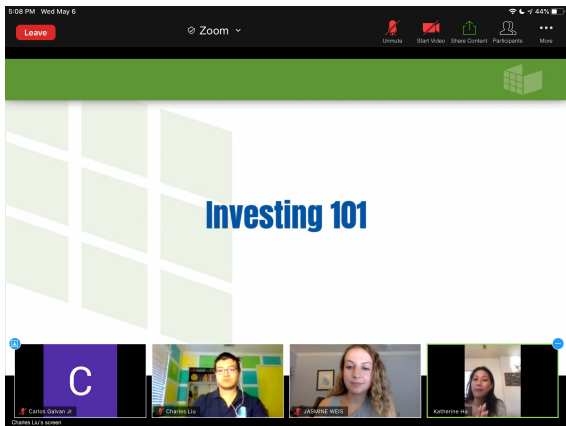 5:08 PM Wed May 6
44%
Leave
Zoom
Unmute Start Video Share Content Participants More
Investing 101
C
Carlos Galvan Jr Charles Liu JASMINE WEIS Katherine Ha
Charles Liu's screen